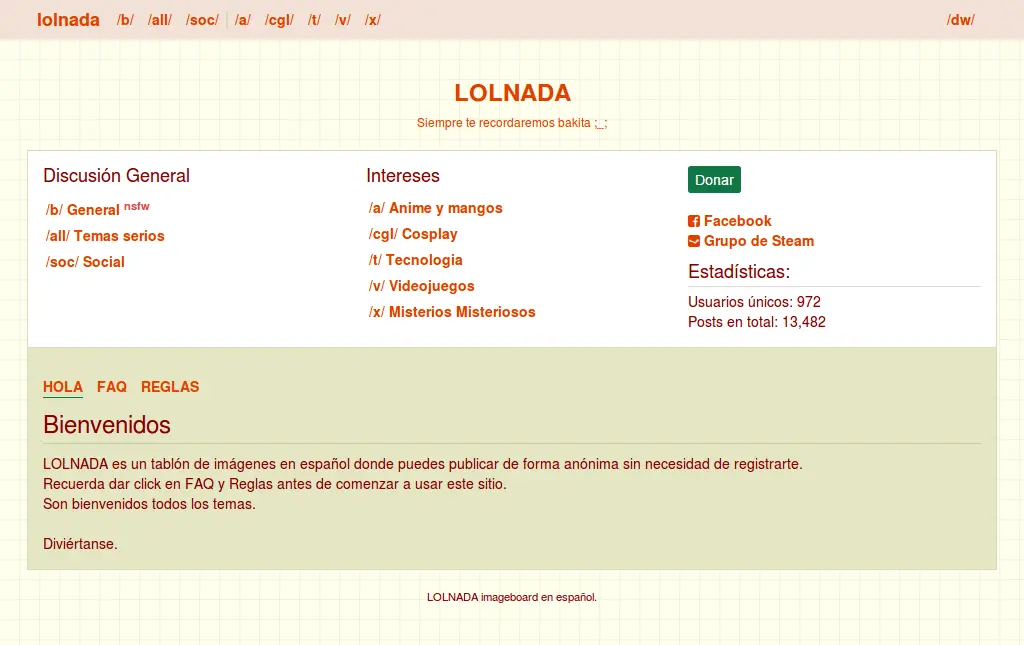 lolnada /b/ /all/ /soc/ /a/ /cgl/ /t/ /v/ /x/ /dw/
LOLNADA
Siempre te recordaremos bakita ;_;
Discusión General
/b/ General nsfw
/all/ Temas serios
/soc/ Social
Intereses
/a/ Anime y mangos
/cgl/ Cosplay
/t/ Tecnologia
/v/ Videojuegos
/x/ Misterios Misteriosos
Donar
Facebook
Grupo de Steam
Estadísticas:
Usuarios únicos: 972
Posts en total: 13,482
HOLA FAQ REGLAS
Bienvenidos
LOLNADA es un tablón de imágenes en español donde puedes publicar de forma anónima sin necesidad de registrarte.
Recuerda dar click en FAQ y Reglas antes de comenzar a usar este sitio.
Son bienvenidos todos los temas.
Diviértanse.
LOLNADA imageboard en español.